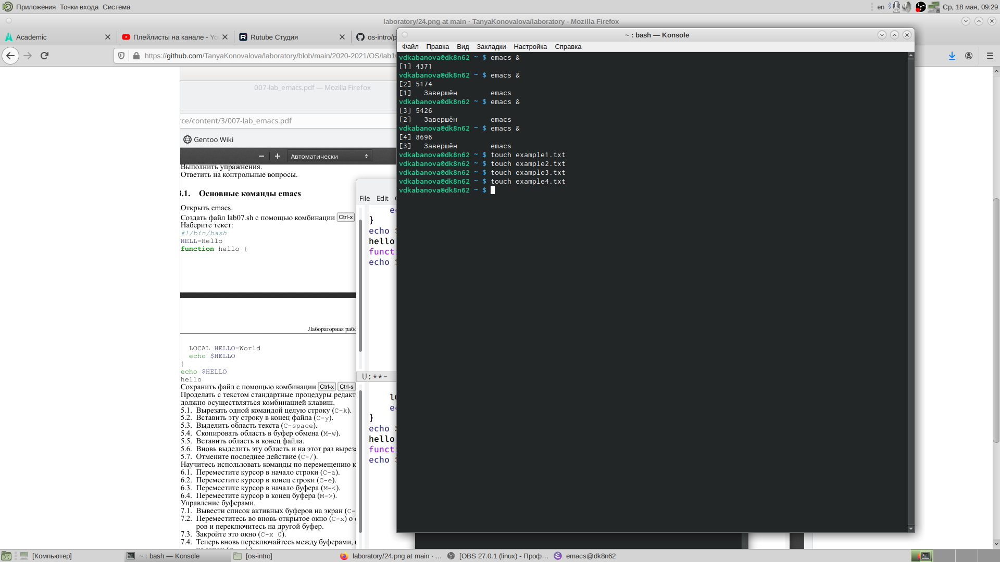 Приложения Точки входа Система
en
Ср, 18 мая, 09:29
laboratory/24.png at main · TanyaKonovalova/laboratory - Mozilla Firefox
Academic
Плейлисты на канале - Yo
Rutube Студия
os-intro/p
https://github.com/TanyaKonovalova/laboratory/blob/main/2020-2021/OS/lab1
007-lab_emacs.pdf — Mozilla Firefox
rce/content/3/007-lab_emacs.pdf
Gentoo Wiki
Автоматически
Выполнить упражнения.
Ответить на контрольные вопросы.
3.1. Основные команды emacs
Открыть emacs.
Создать файл lab07.sh с помощью комбинации Ctrl-x
Наберите текст:
#!/bin/bash
HELL=Hello
function hello {
Лабораторная рабо
LOCAL HELLO=World
echo $HELLO
}
echo $HELLO
hello
Сохранить файл с помощью комбинации Ctrl-x Ctrl-s
Проделать с текстом стандартные процедуры редакт
должно осуществляться комбинацией клавиш.
5.1. Вырезать одной командой целую строку (C-k).
5.2. Вставить эту строку в конец файла (C-y).
5.3. Выделить область текста (C-space).
5.4. Скопировать область в буфер обмена (M-w).
5.5. Вставить область в конец файла.
5.6. Вновь выделить эту область и на этот раз выреза
5.7. Отмените последнее действие (C-/).
Научитесь использовать команды по перемещению к
6.1. Переместите курсор в начало строки (C-a).
6.2. Переместите курсор в конец строки (C-e).
6.3. Переместите курсор в начало буфера (M-<).
6.4. Переместите курсор в конец буфера (M->).
Управление буферами.
7.1. Вывести список активных буферов на экран (C-
7.2. Переместитесь во вновь открытое окно (C-x) o с
ров и переключитесь на другой буфер.
7.3. Закройте это окно (C-x 0).
7.4. Теперь вновь переключайтесь между буферами,
File Edit
ec
}
echo $
hello
functi
echo $
U:**-
lO
ec
}
echo $
hello
functi
echo $
~ : bash — Konsole
Файл Правка Вид Закладки Настройка Справка
vdkabanova@dk8n62 ~ $ emacs &
[1] 4371
vdkabanova@dk8n62 ~ $ emacs &
[2] 5174
[1]   Завершён        emacs
vdkabanova@dk8n62 ~ $ emacs &
[3] 5426
[2]   Завершён        emacs
vdkabanova@dk8n62 ~ $ emacs &
[4] 8696
[3]   Завершён        emacs
vdkabanova@dk8n62 ~ $ touch example1.txt
vdkabanova@dk8n62 ~ $ touch example2.txt
vdkabanova@dk8n62 ~ $ touch example3.txt
vdkabanova@dk8n62 ~ $ touch example4.txt
vdkabanova@dk8n62 ~ $
[Компьютер]
~ : bash — Konsole
[os-intro]
laboratory/24.png at main · ...
[OBS 27.0.1 (linux) - Проф...
emacs@dk8n62